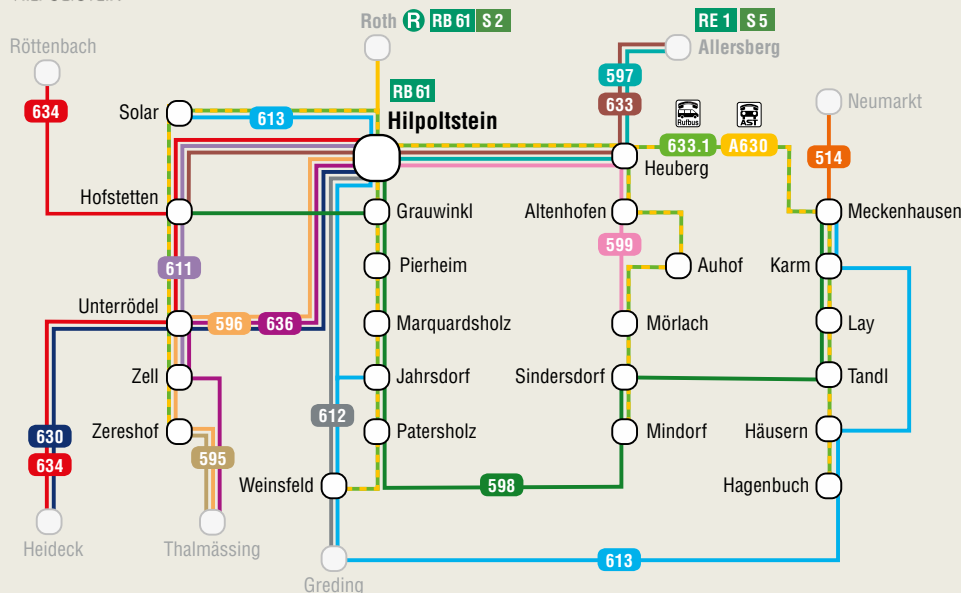 Roth R RB 61 S 2
RE 1 S 5
Allersberg
Röttenbach
597
634
RB 61
633
Rufbus
AST
Neumarkt
Solar
613
Hilpoltstein
633.1
A630
514
Heuberg
Hofstetten
Grauwinkl
Altenhofen
Meckenhausen
599
611
Pierheim
Auhof
Karm
Unterrödel
596
636
Marquardsholz
Mörlach
Lay
Zell
Jahrsdorf
Sindersdorf
Tandl
612
Zereshof
Patersholz
Mindorf
Häusern
630
595
634
Weinsfeld
598
Hagenbuch
Heideck
Thalmässing
613
Greding